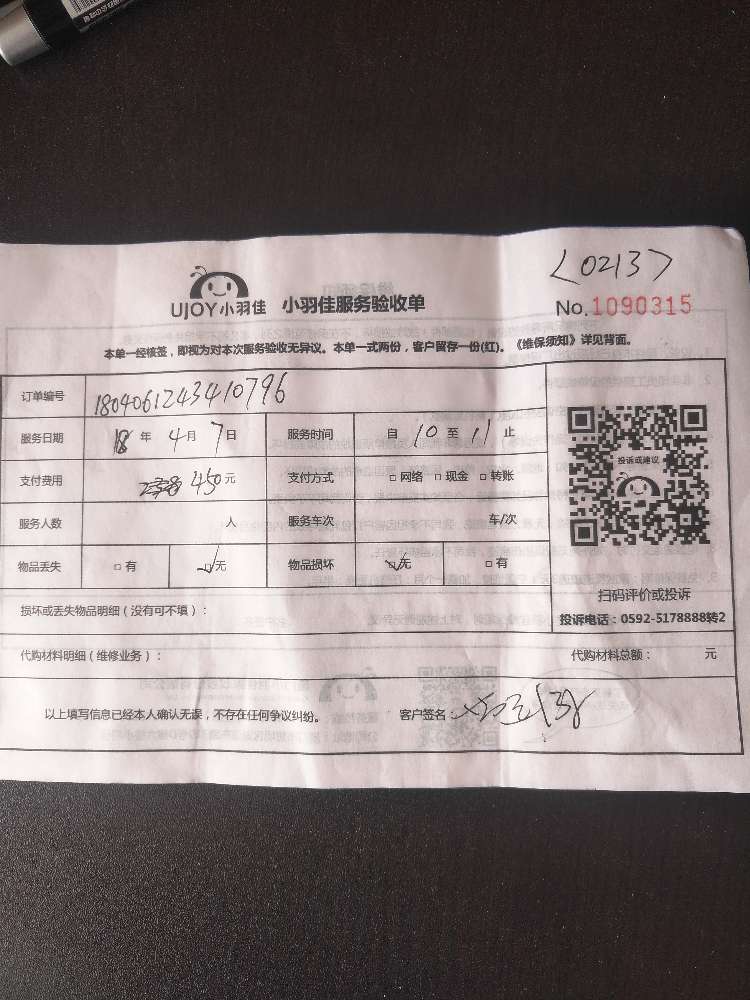 <0213>
UJOY小羽佳 小羽佳服务验收单
No.1090315
本单一经核签，即视为对本次服务验收无异议。本单一式两份，客户留存一份(红)。《维保须知》详见背面。
订单编号 1804061243410796
服务日期 18 年 4 月 7 日 服务时间 自 10 至 11 止
支付费用 450 元 支付方式 □ 网络 □ 现金 □ 转账
服务人数 人 服务车次 车/次
物品丢失 □ 有 ☑ 无 物品损坏 ☑ 无 □ 有
投诉或建议
扫码评价或投诉
投诉电话：0592-5178888转2
损坏或丢失物品明细（没有可不填）：
代购材料明细（维修业务）： 代购材料总额： 元
以上填写信息已经本人确认无误，不存在任何争议纠纷。 客户签名：